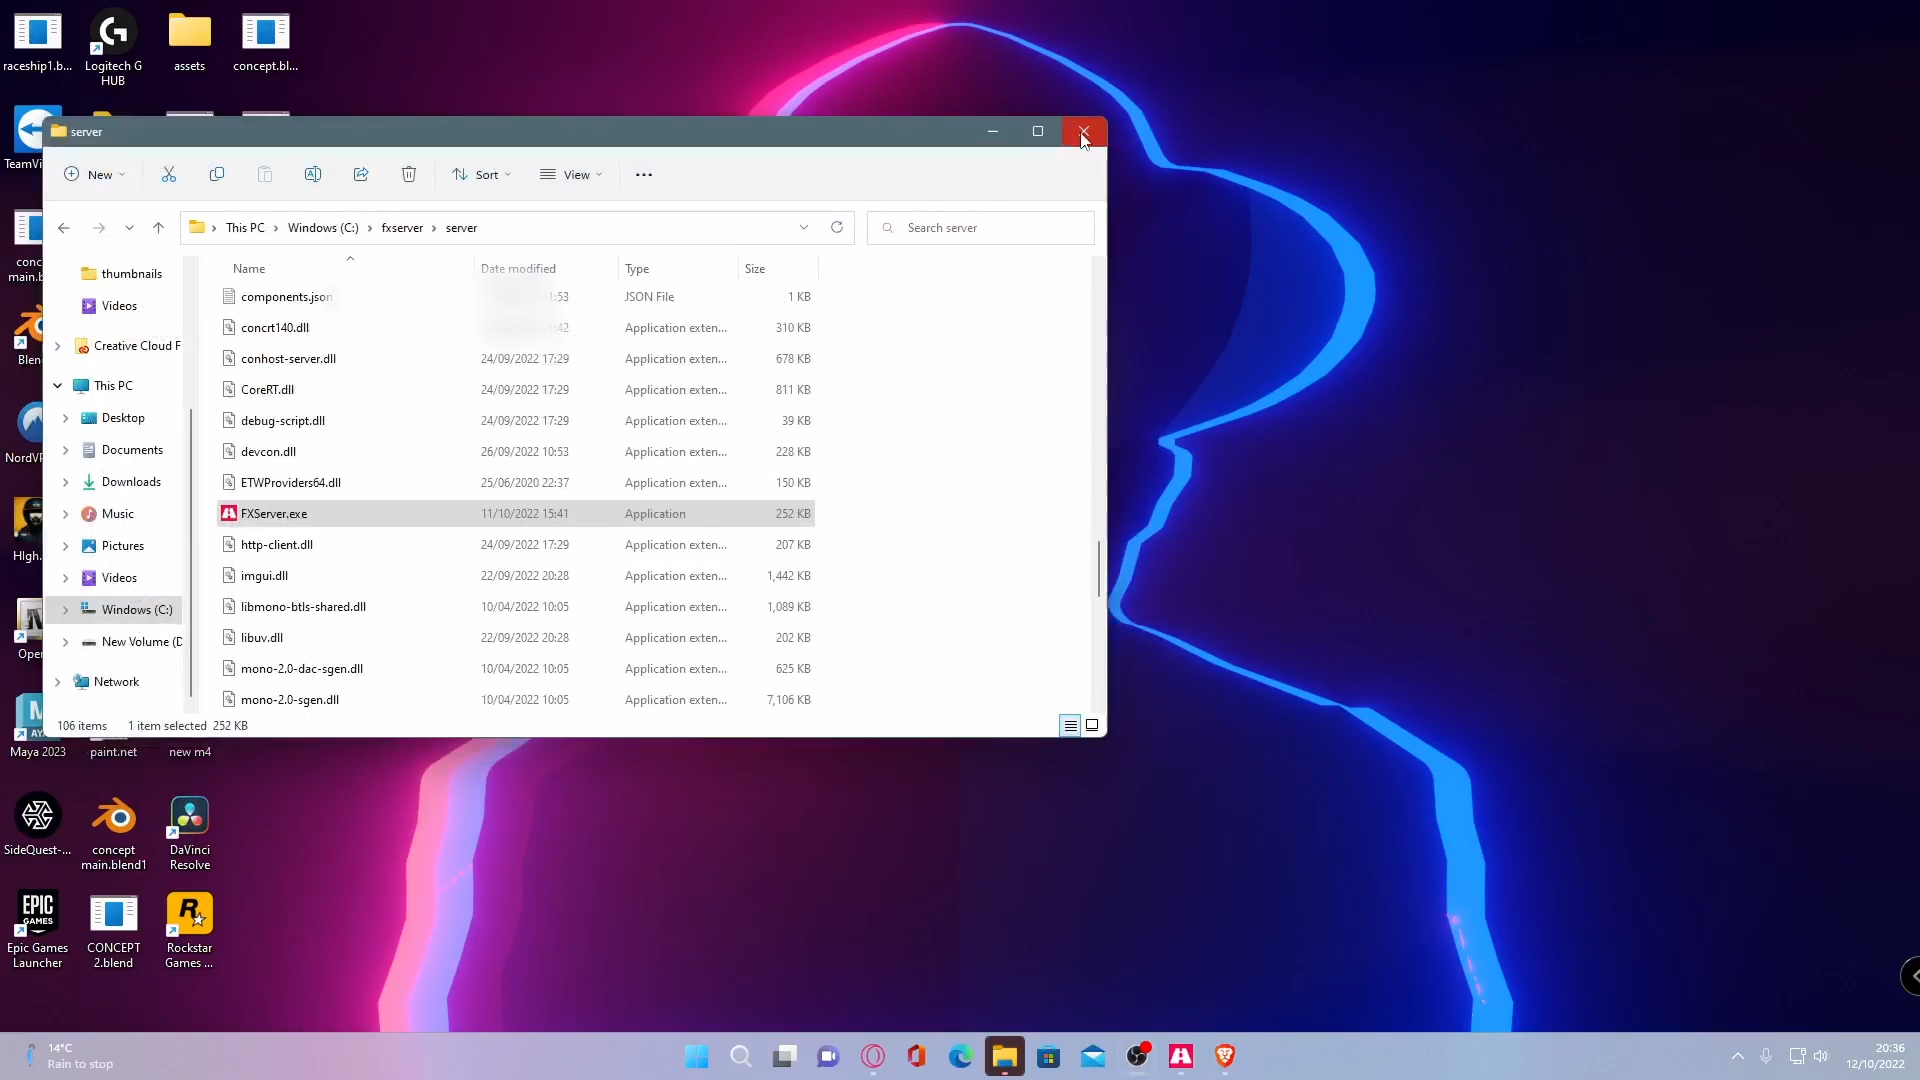 raceship1.b...
Logitech G
HUB
assets
concept.bl...
TeamVi
conc
main.b
Blen
NordVP
HIgh.
Oper
Maya 2023
paint.net
new m4
SideQuest-...
concept
main.blend1
DaVinci
Resolve
EPIC
GAMES
Epic Games
Launcher
CONCEPT
2.blend
Rockstar
Games ...
server
New
Sort
View
This PC
Windows (C:)
fxserver
server
Search server
thumbnails
Videos
Creative Cloud F
This PC
Desktop
Documents
Downloads
Music
Pictures
Videos
Windows (C:)
New Volume (D
Network
Name Date modified Type Size
components.json 11:53 JSON File 1 KB
concrt140.dll :42 Application exten... 310 KB
conhost-server.dll 24/09/2022 17:29 Application exten... 678 KB
CoreRT.dll 24/09/2022 17:29 Application exten... 811 KB
debug-script.dll 24/09/2022 17:29 Application exten... 39 KB
devcon.dll 26/09/2022 10:53 Application exten... 228 KB
ETWProviders64.dll 25/06/2020 22:37 Application exten... 150 KB
FXServer.exe 11/10/2022 15:41 Application 252 KB
http-client.dll 24/09/2022 17:29 Application exten... 207 KB
imgui.dll 22/09/2022 20:28 Application exten... 1,442 KB
libmono-btls-shared.dll 10/04/2022 10:05 Application exten... 1,089 KB
libuv.dll 22/09/2022 20:28 Application exten... 202 KB
mono-2.0-dac-sgen.dll 10/04/2022 10:05 Application exten... 625 KB
mono-2.0-sgen.dll 10/04/2022 10:05 Application exten... 7,106 KB
106 items 1 item selected 252 KB
14°C
Rain to stop
20:36
12/10/2022